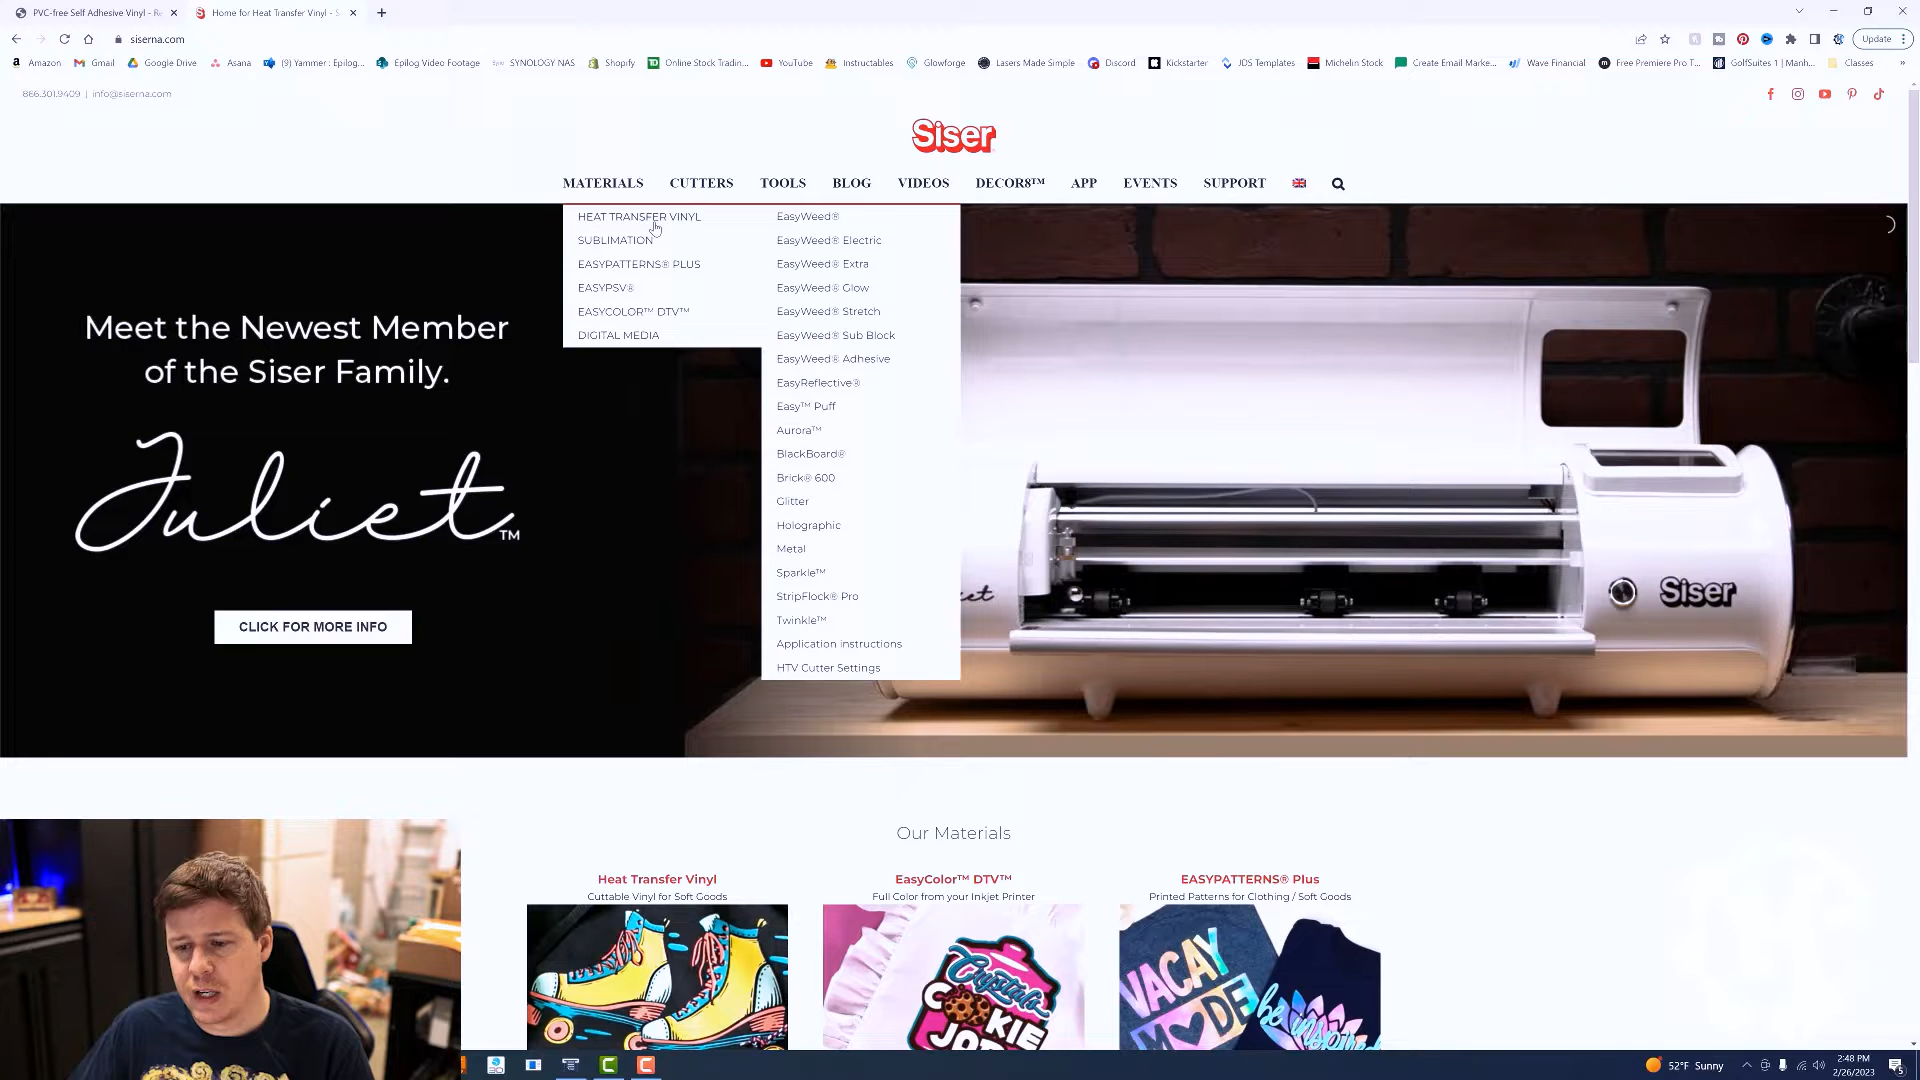 PVC-free Self Adhesive Vinyl - Re
Home for Heat Transfer Vinyl - S
siserna.com
Update
Amazon
Gmail
Google Drive
Asana
(9) Yammer : Epilog...
Epilog Video Footage
SYNOLOGY NAS
Shopify
Online Stock Tradin...
YouTube
Instructables
Glowforge
Lasers Made Simple
Discord
Kickstarter
JDS Templates
Michelin Stock
Create Email Marke...
Wave Financial
Free Premiere Pro T...
GolfSuites 1 | Manh...
Classes
»
866.301.9409 | info@siserna.com
Siser
MATERIALS
CUTTERS
TOOLS
BLOG
VIDEOS
DECOR8™
APP
EVENTS
SUPPORT
HEAT TRANSFER VINYL
SUBLIMATION
EASYPATTERNS® PLUS
EASYPSV®
EASYCOLOR™ DTV™
DIGITAL MEDIA
EasyWeed®
EasyWeed® Electric
EasyWeed® Extra
EasyWeed® Glow
EasyWeed® Stretch
EasyWeed® Sub Block
EasyWeed® Adhesive
EasyReflective®
Easy™ Puff
Aurora™
BlackBoard®
Brick® 600
Glitter
Holographic
Metal
Sparkle™
StripFlock® Pro
Twinkle™
Application instructions
HTV Cutter Settings
Meet the Newest Member
of the Siser Family.
Juliet™
CLICK FOR MORE INFO
Siser
Our Materials
Heat Transfer Vinyl
Cuttable Vinyl for Soft Goods
EasyColor™ DTV™
Full Color from your Inkjet Printer
EASYPATTERNS® Plus
Printed Patterns for Clothing / Soft Goods
Crystals
COOKIE
VACAY
MODE
be inspired
52°F Sunny
2:48 PM
2/26/2023